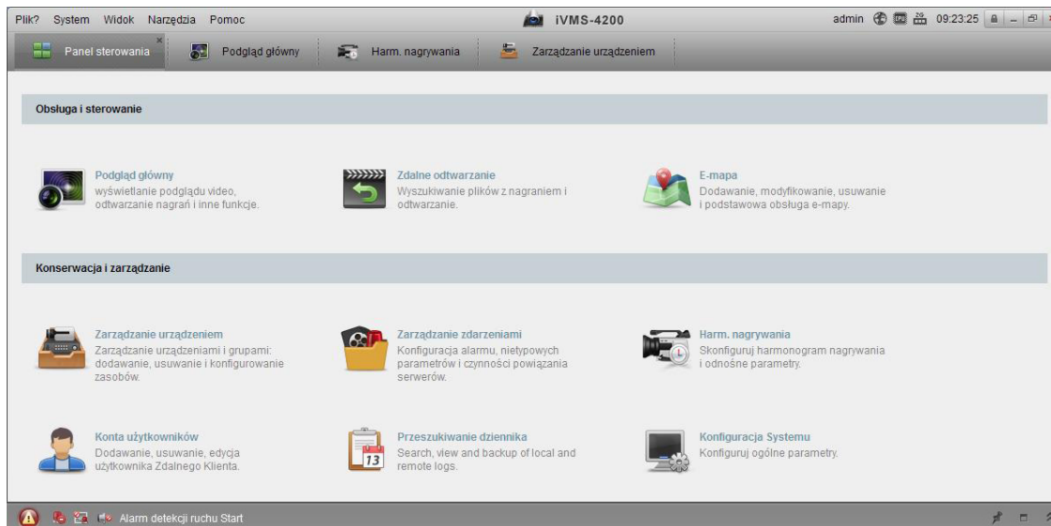 Plik? System Widok Narzędzia Pomoc iVMS-4200 admin 09:23:25
Panel sterowania Podgląd główny Harm. nagrywania Zarządzanie urządzeniem
Obsługa i sterowanie
Podgląd główny
wyświetlanie podglądu video,
odtwarzanie nagrań i inne funkcje.
Zdalne odtwarzanie
Wyszukiwanie plików z nagraniem i
odtwarzanie.
E-mapa
Dodawanie, modyfikowanie, usuwanie
i podstawowa obsługa e-mapy.
Konserwacja i zarządzanie
Zarządzanie urządzeniem
Zarządzanie urządzeniami i grupami:
dodawanie, usuwanie i konfigurowanie
zasobów.
Zarządzanie zdarzeniami
Konfiguracja alarmu, nietypowych
parametrów i czynności powiązania
serwerów.
Harm. nagrywania
Skonfiguruj harmonogram nagrywania
i odnośne parametry.
Konta użytkowników
Dodawanie, usuwanie, edycja
użytkownika Zdalnego Klienta.
13
Przeszukiwanie dziennika
Search, view and backup of local and
remote logs.
Konfiguracja Systemu
Konfiguruj ogólne parametry.
Alarm detekcji ruchu Start